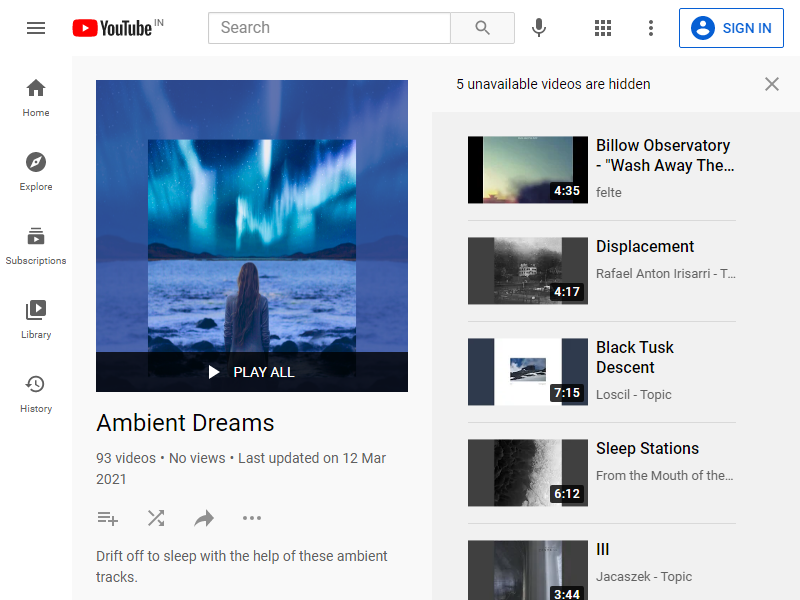 YouTube IN
Search
SIGN IN
Home
Explore
Subscriptions
Library
History
PLAY ALL
Ambient Dreams
93 videos • No views • Last updated on 12 Mar
2021
Drift off to sleep with the help of these ambient
tracks.
5 unavailable videos are hidden
Billow Observatory
- "Wash Away The...
felte
4:35
Displacement
Rafael Anton Irisarri - T...
4:17
Black Tusk
Descent
Loscil - Topic
7:15
Sleep Stations
From the Mouth of the...
6:12
III
Jacaszek - Topic
3:44